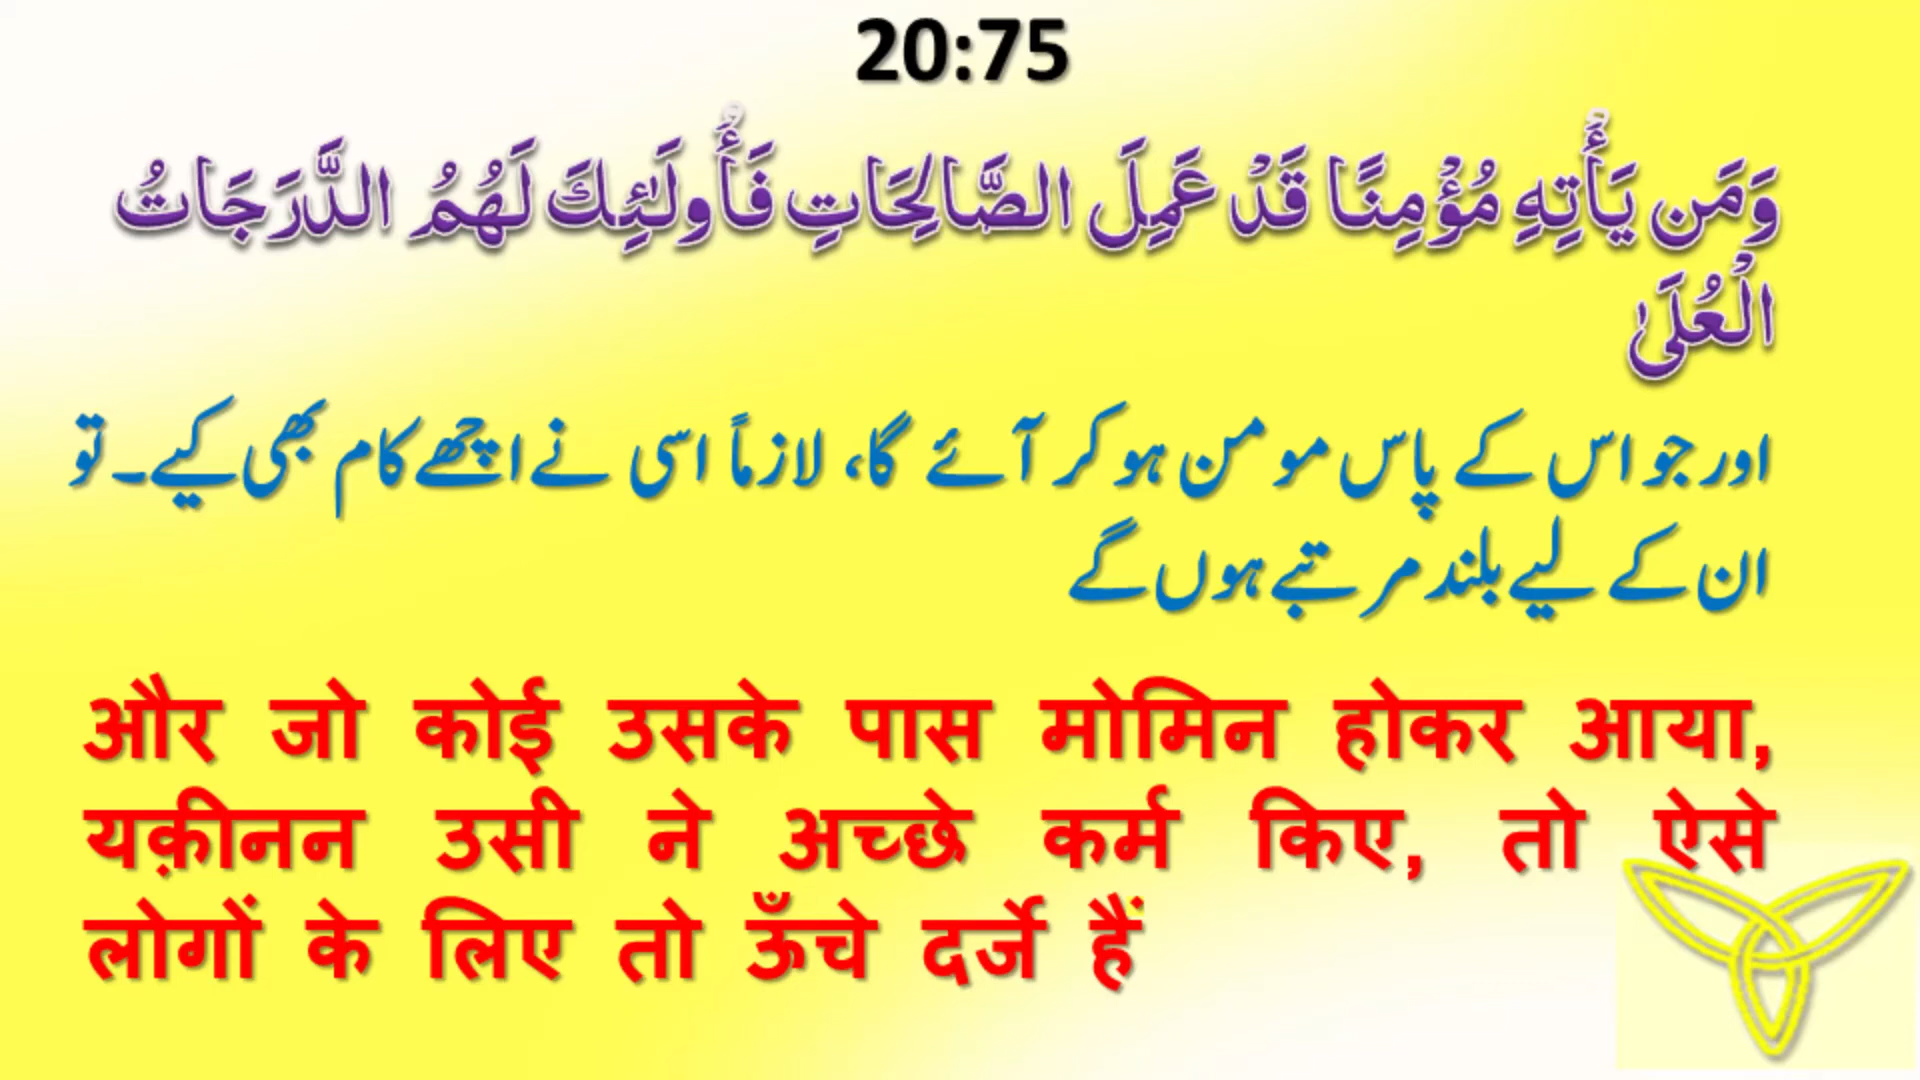 20:75
وَمَن يَأْتِهِ مُؤْمِنًا قَدْ عَمِلَ الصَّالِحَاتِ فَأُولَٰئِكَ لَهُمُ الدَّرَجَاتُ
الْعُلَىٰ
اور جو اس کے پاس مومن ہو کر آئے گا، لازماً اسی نے اچھے کام بھی کیے۔ تو
ان کے لیے بلند مرتبے ہوں گے
और जो कोई उसके पास मोमिन होकर आया,
यक़ीनन उसी ने अच्छे कर्म किए, तो ऐसे
लोगों के लिए तो ऊँचे दर्जे हैं